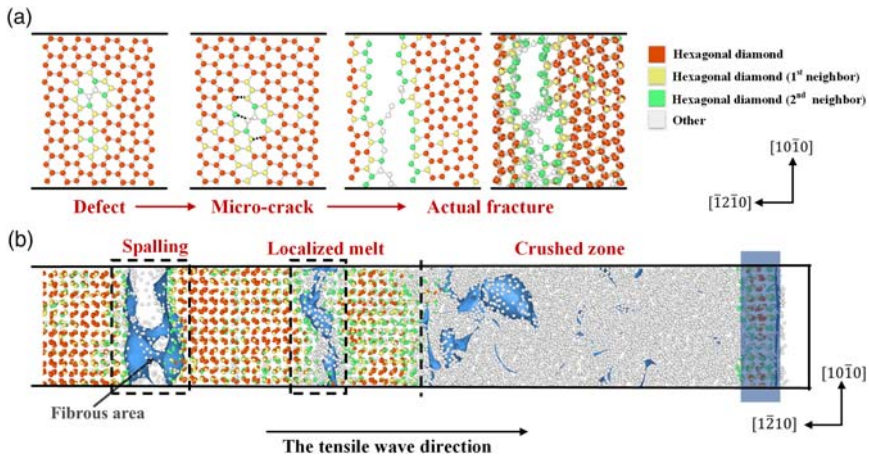 (a)
Hexagonal diamond
Hexagonal diamond (1st neighbor)
Hexagonal diamond (2nd neighbor)
Other
[101̄0]
[1̄21̄0]
Defect
Micro-crack
Actual fracture
(b)
Spalling
Localized melt
Crushed zone
Fibrous area
[101̄0]
[12̄10]
The tensile wave direction